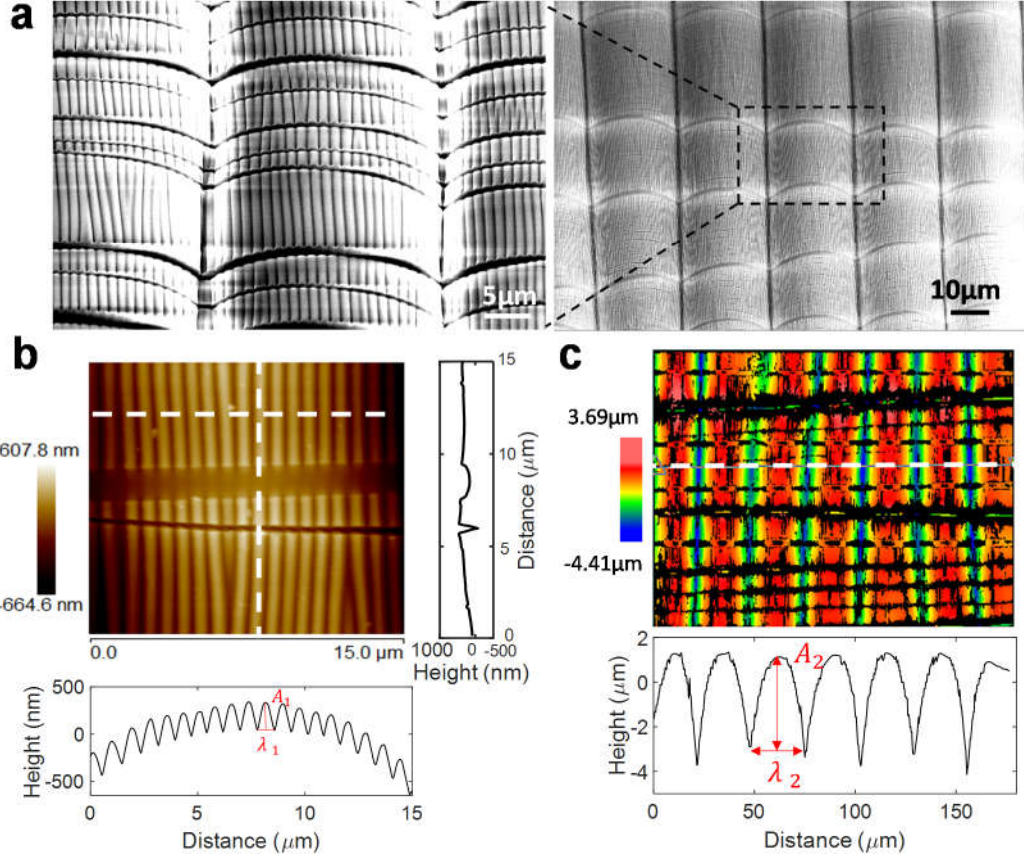 a
5μm
10μm
b
607.8 nm
-664.6 nm
0.0
15.0 μm
15
10
5
0
Distance (μm)
1000 0 -500
Height (nm)
500
0
-500
Height (nm)
A1
λ1
0 5 10 15
Distance (μm)
c
3.69μm
-4.41μm
2
0
-2
-4
Height (μm)
A2
λ2
0 50 100 150
Distance (μm)